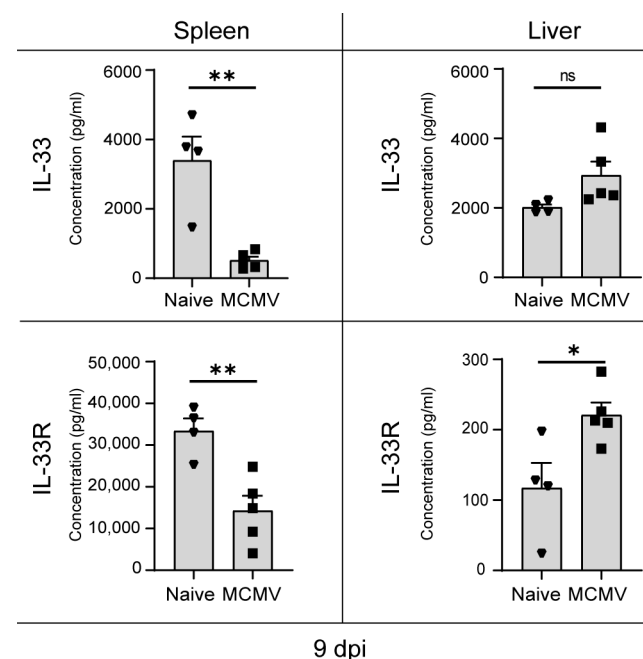 Spleen
Liver
IL-33
Concentration (pg/ml)
6000
4000
2000
0
**
Naive MCMV
IL-33
Concentration (pg/ml)
6000
4000
2000
0
ns
Naive MCMV
IL-33R
Concentration (pg/ml)
50,000
40,000
30,000
20,000
10,000
0
**
Naive MCMV
IL-33R
Concentration (pg/ml)
300
200
100
0
*
Naive MCMV
9 dpi